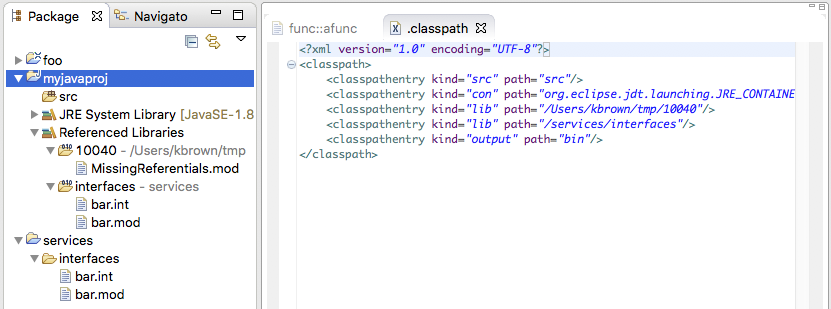 Package
Navigato
foo
myjavaproj
src
JRE System Library [JavaSE-1.8
Referenced Libraries
10040 - /Users/kbrown/tmp
MissingReferentials.mod
interfaces - services
bar.int
bar.mod
services
interfaces
bar.int
bar.mod
func::afunc
.classpath
<?xml version="1.0" encoding="UTF-8"?>
<classpath>
<classpathentry kind="src" path="src"/>
<classpathentry kind="con" path="org.eclipse.jdt.launching.JRE_CONTAINE
<classpathentry kind="lib" path="/Users/kbrown/tmp/10040"/>
<classpathentry kind="lib" path="/services/interfaces"/>
<classpathentry kind="output" path="bin"/>
</classpath>